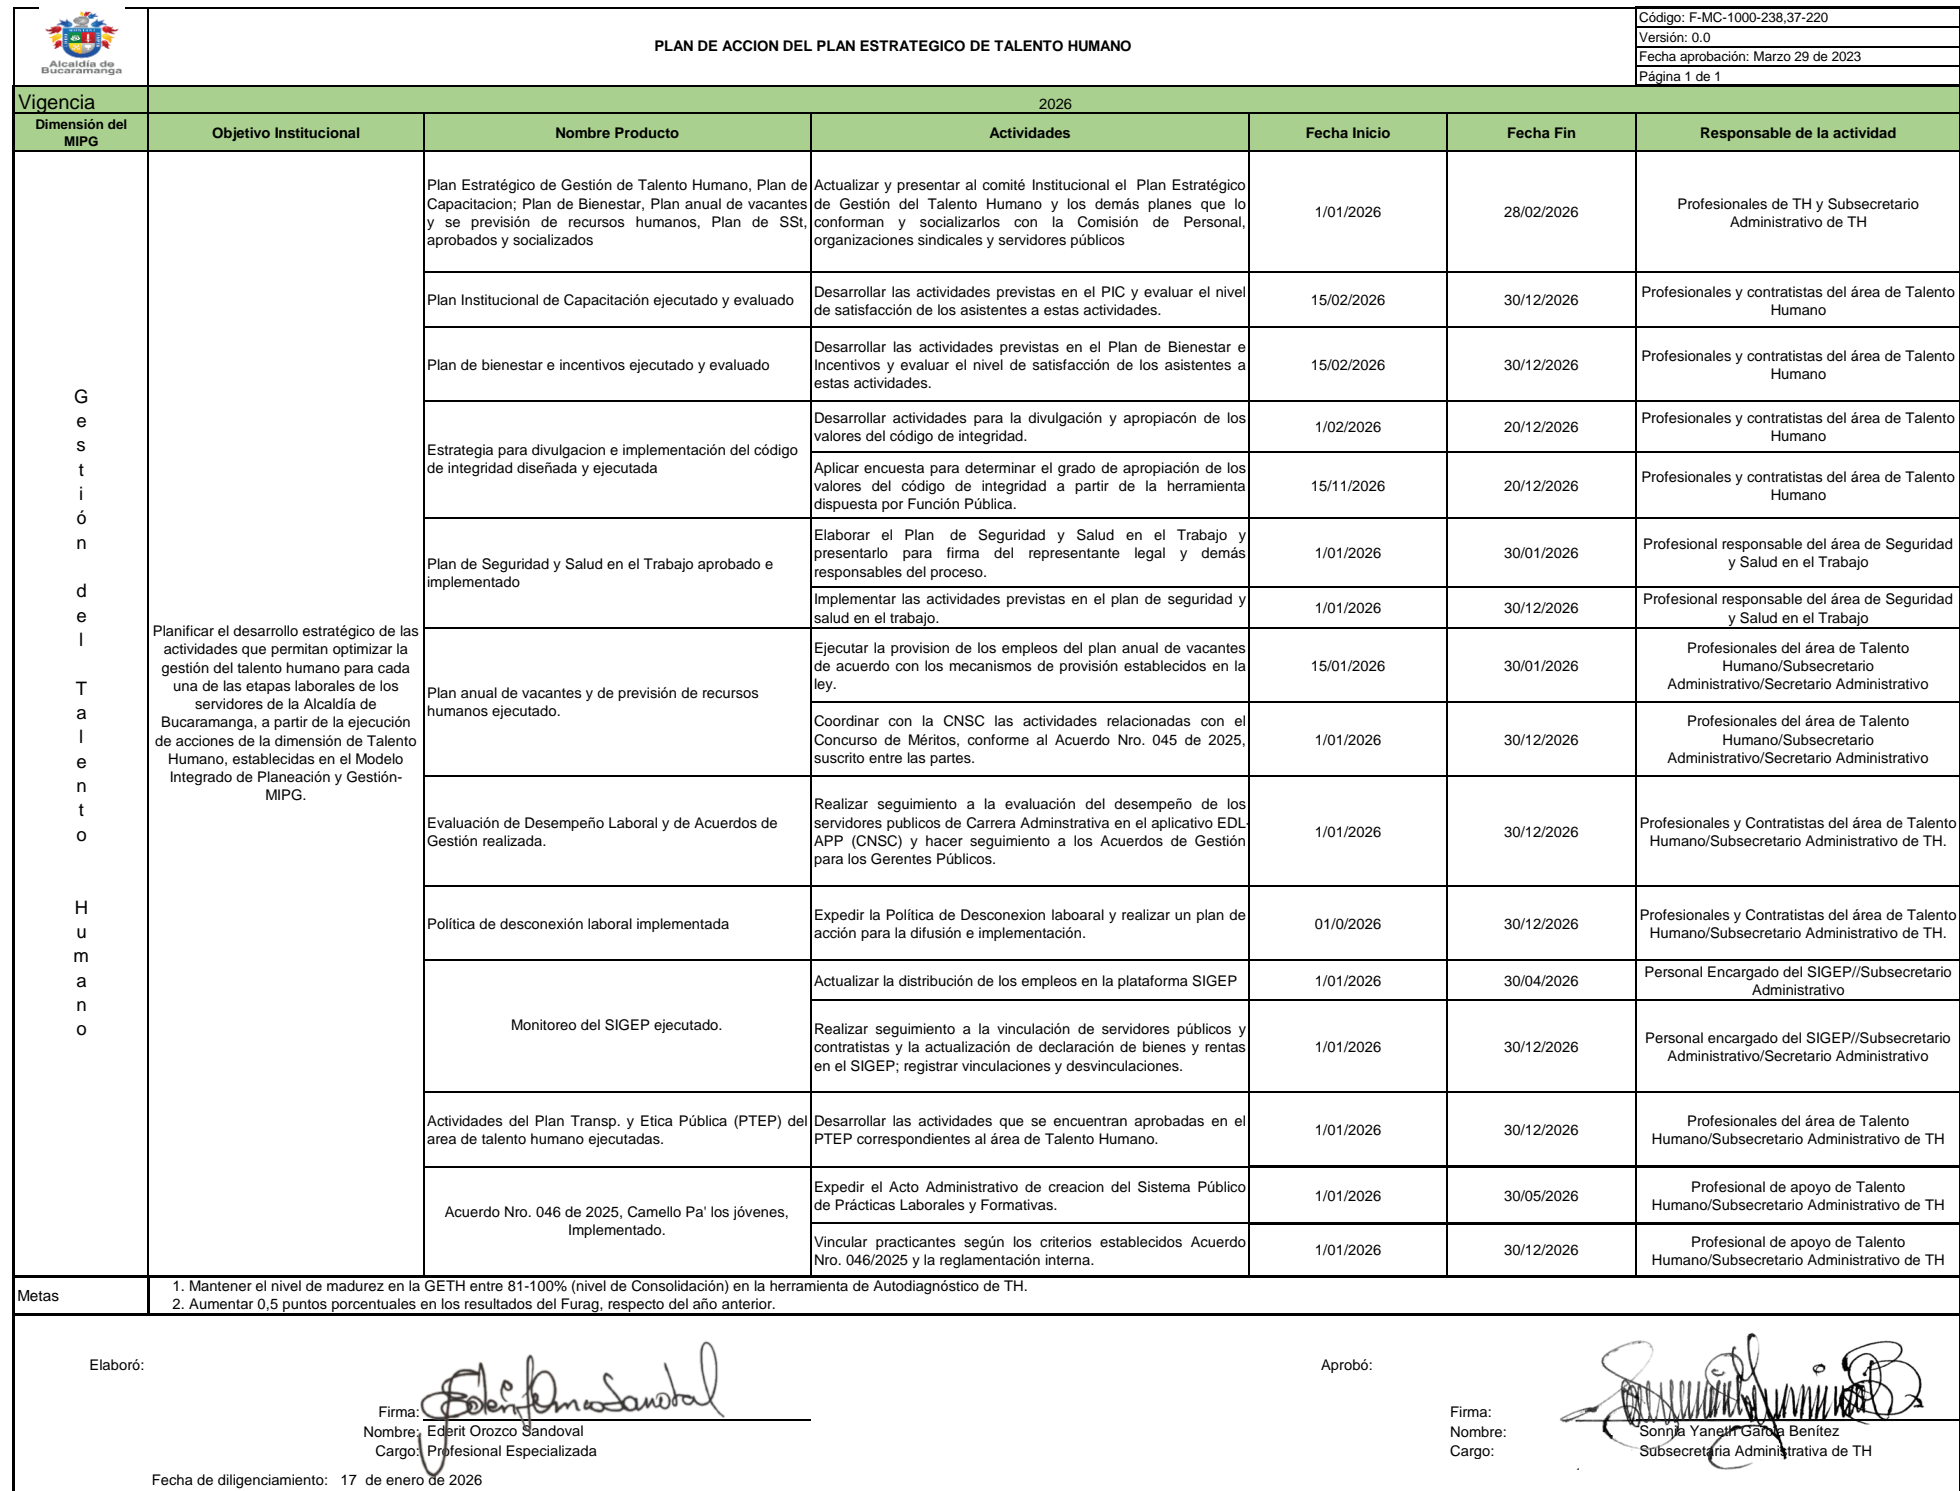 Alcaldía de
Bucaramanga
PLAN DE ACCION DEL PLAN ESTRATEGICO DE TALENTO HUMANO
Código: F-MC-1000-238,37-220
Versión: 0.0
Fecha aprobación: Marzo 29 de 2023
Página 1 de 1
Vigencia
2026
Dimensión del
MIPG
Objetivo Institucional
Nombre Producto
Actividades
Fecha Inicio
Fecha Fin
Responsable de la actividad
Gestión del Talento Humano
Planificar el desarrollo estratégico de las
actividades que permitan optimizar la
gestión del talento humano para cada
una de las etapas laborales de los
servidores de la Alcaldía de
Bucaramanga, a partir de la ejecución
de acciones de la dimensión de Talento
Humano, establecidas en el Modelo
Integrado de Planeación y Gestión-
MIPG.
Plan Estratégico de Gestión de Talento Humano, Plan de
Capacitacion; Plan de Bienestar, Plan anual de vacantes
y se previsión de recursos humanos, Plan de SSt,
aprobados y socializados
Actualizar y presentar al comité Institucional el Plan Estratégico
de Gestión del Talento Humano y los demás planes que lo
conforman y socializarlos con la Comisión de Personal,
organizaciones sindicales y servidores públicos
1/01/2026
28/02/2026
Profesionales de TH y Subsecretario
Administrativo de TH
Plan Institucional de Capacitación ejecutado y evaluado
Desarrollar las actividades previstas en el PIC y evaluar el nivel
de satisfacción de los asistentes a estas actividades.
15/02/2026
30/12/2026
Profesionales y contratistas del área de Talento
Humano
Plan de bienestar e incentivos ejecutado y evaluado
Desarrollar las actividades previstas en el Plan de Bienestar e
Incentivos y evaluar el nivel de satisfacción de los asistentes a
estas actividades.
15/02/2026
30/12/2026
Profesionales y contratistas del área de Talento
Humano
Estrategia para divulgacion e implementación del código
de integridad diseñada y ejecutada
Desarrollar actividades para la divulgación y apropiacón de los
valores del código de integridad.
1/02/2026
20/12/2026
Profesionales y contratistas del área de Talento
Humano
Aplicar encuesta para determinar el grado de apropiación de los
valores del código de integridad a partir de la herramienta
dispuesta por Función Pública.
15/11/2026
20/12/2026
Profesionales y contratistas del área de Talento
Humano
Plan de Seguridad y Salud en el Trabajo aprobado e
implementado
Elaborar el Plan de Seguridad y Salud en el Trabajo y
presentarlo para firma del representante legal y demás
responsables del proceso.
1/01/2026
30/01/2026
Profesional responsable del área de Seguridad
y Salud en el Trabajo
Implementar las actividades previstas en el plan de seguridad y
salud en el trabajo.
1/01/2026
30/12/2026
Profesional responsable del área de Seguridad
y Salud en el Trabajo
Plan anual de vacantes y de previsión de recursos
humanos ejecutado.
Ejecutar la provision de los empleos del plan anual de vacantes
de acuerdo con los mecanismos de provisión establecidos en la
ley.
15/01/2026
30/01/2026
Profesionales del área de Talento
Humano/Subsecretario
Administrativo/Secretario Administrativo
Coordinar con la CNSC las actividades relacionadas con el
Concurso de Méritos, conforme al Acuerdo Nro. 045 de 2025,
suscrito entre las partes.
1/01/2026
30/12/2026
Profesionales del área de Talento
Humano/Subsecretario
Administrativo/Secretario Administrativo
Evaluación de Desempeño Laboral y de Acuerdos de
Gestión realizada.
Realizar seguimiento a la evaluación del desempeño de los
servidores publicos de Carrera Adminstrativa en el aplicativo EDL-
APP (CNSC) y hacer seguimiento a los Acuerdos de Gestión
para los Gerentes Públicos.
1/01/2026
30/12/2026
Profesionales y Contratistas del área de Talento
Humano/Subsecretario Administrativo de TH.
Política de desconexión laboral implementada
Expedir la Política de Desconexion laboaral y realizar un plan de
acción para la difusión e implementación.
01/0/2026
30/12/2026
Profesionales y Contratistas del área de Talento
Humano/Subsecretario Administrativo de TH.
Monitoreo del SIGEP ejecutado.
Actualizar la distribución de los empleos en la plataforma SIGEP
1/01/2026
30/04/2026
Personal Encargado del SIGEP//Subsecretario
Administrativo
Realizar seguimiento a la vinculación de servidores públicos y
contratistas y la actualización de declaración de bienes y rentas
en el SIGEP; registrar vinculaciones y desvinculaciones.
1/01/2026
30/12/2026
Personal encargado del SIGEP//Subsecretario
Administrativo/Secretario Administrativo
Actividades del Plan Transp. y Etica Pública (PTEP) del
area de talento humano ejecutadas.
Desarrollar las actividades que se encuentran aprobadas en el
PTEP correspondientes al área de Talento Humano.
1/01/2026
30/12/2026
Profesionales del área de Talento
Humano/Subsecretario Administrativo de TH
Acuerdo Nro. 046 de 2025, Camello Pa' los jóvenes,
Implementado.
Expedir el Acto Administrativo de creacion del Sistema Público
de Prácticas Laborales y Formativas.
1/01/2026
30/05/2026
Profesional de apoyo de Talento
Humano/Subsecretario Administrativo de TH
Vincular practicantes según los criterios establecidos Acuerdo
Nro. 046/2025 y la reglamentación interna.
1/01/2026
30/12/2026
Profesional de apoyo de Talento
Humano/Subsecretario Administrativo de TH
Metas
1. Mantener el nivel de madurez en la GETH entre 81-100% (nivel de Consolidación) en la herramienta de Autodiagnóstico de TH.
2. Aumentar 0,5 puntos porcentuales en los resultados del Furag, respecto del año anterior.
Elaboró:
Firma:
Nombre: Ederit Orozco Sandoval
Cargo: Profesional Especializada
Aprobó:
Firma:
Nombre: Sonnia Yaneth García Benítez
Cargo: Subsecretaria Administrativa de TH
Fecha de diligenciamiento: 17 de enero de 2026